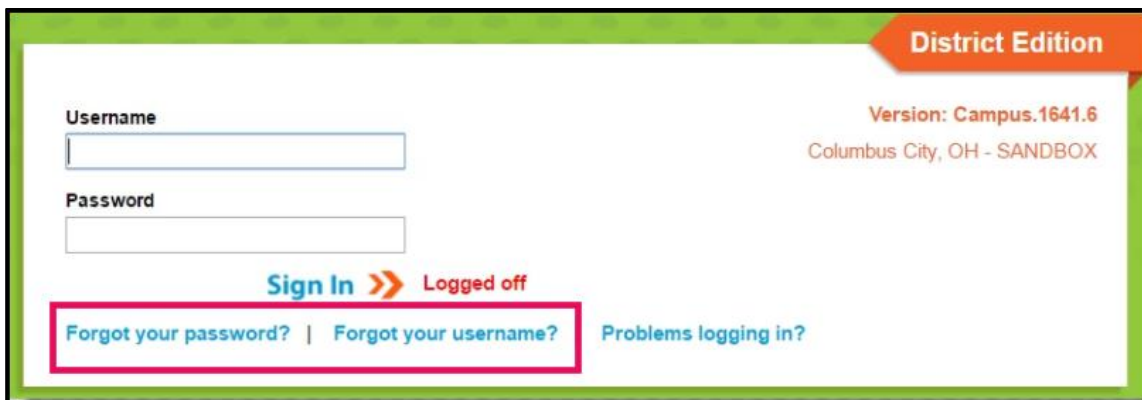 District Edition
Version: Campus.1641.6
Columbus City, OH - SANDBOX
Username
Password
Sign In Logged off
Forgot your password? | Forgot your username? Problems logging in?